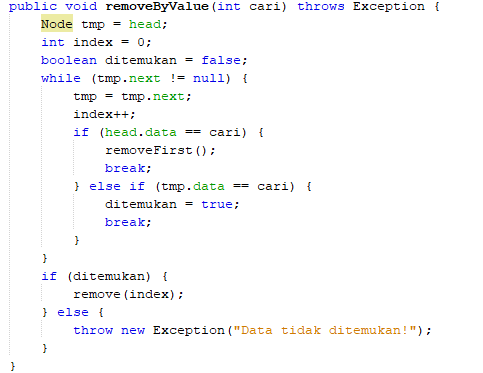 public void removeByValue(int cari) throws Exception {
    Node tmp = head;
    int index = 0;
    boolean ditemukan = false;
    while (tmp.next != null) {
        tmp = tmp.next;
        index++;
        if (head.data == cari) {
            removeFirst();
            break;
        } else if (tmp.data == cari) {
            ditemukan = true;
            break;
        }
    }
    if (ditemukan) {
        remove(index);
    } else {
        throw new Exception("Data tidak ditemukan!");
    }
}